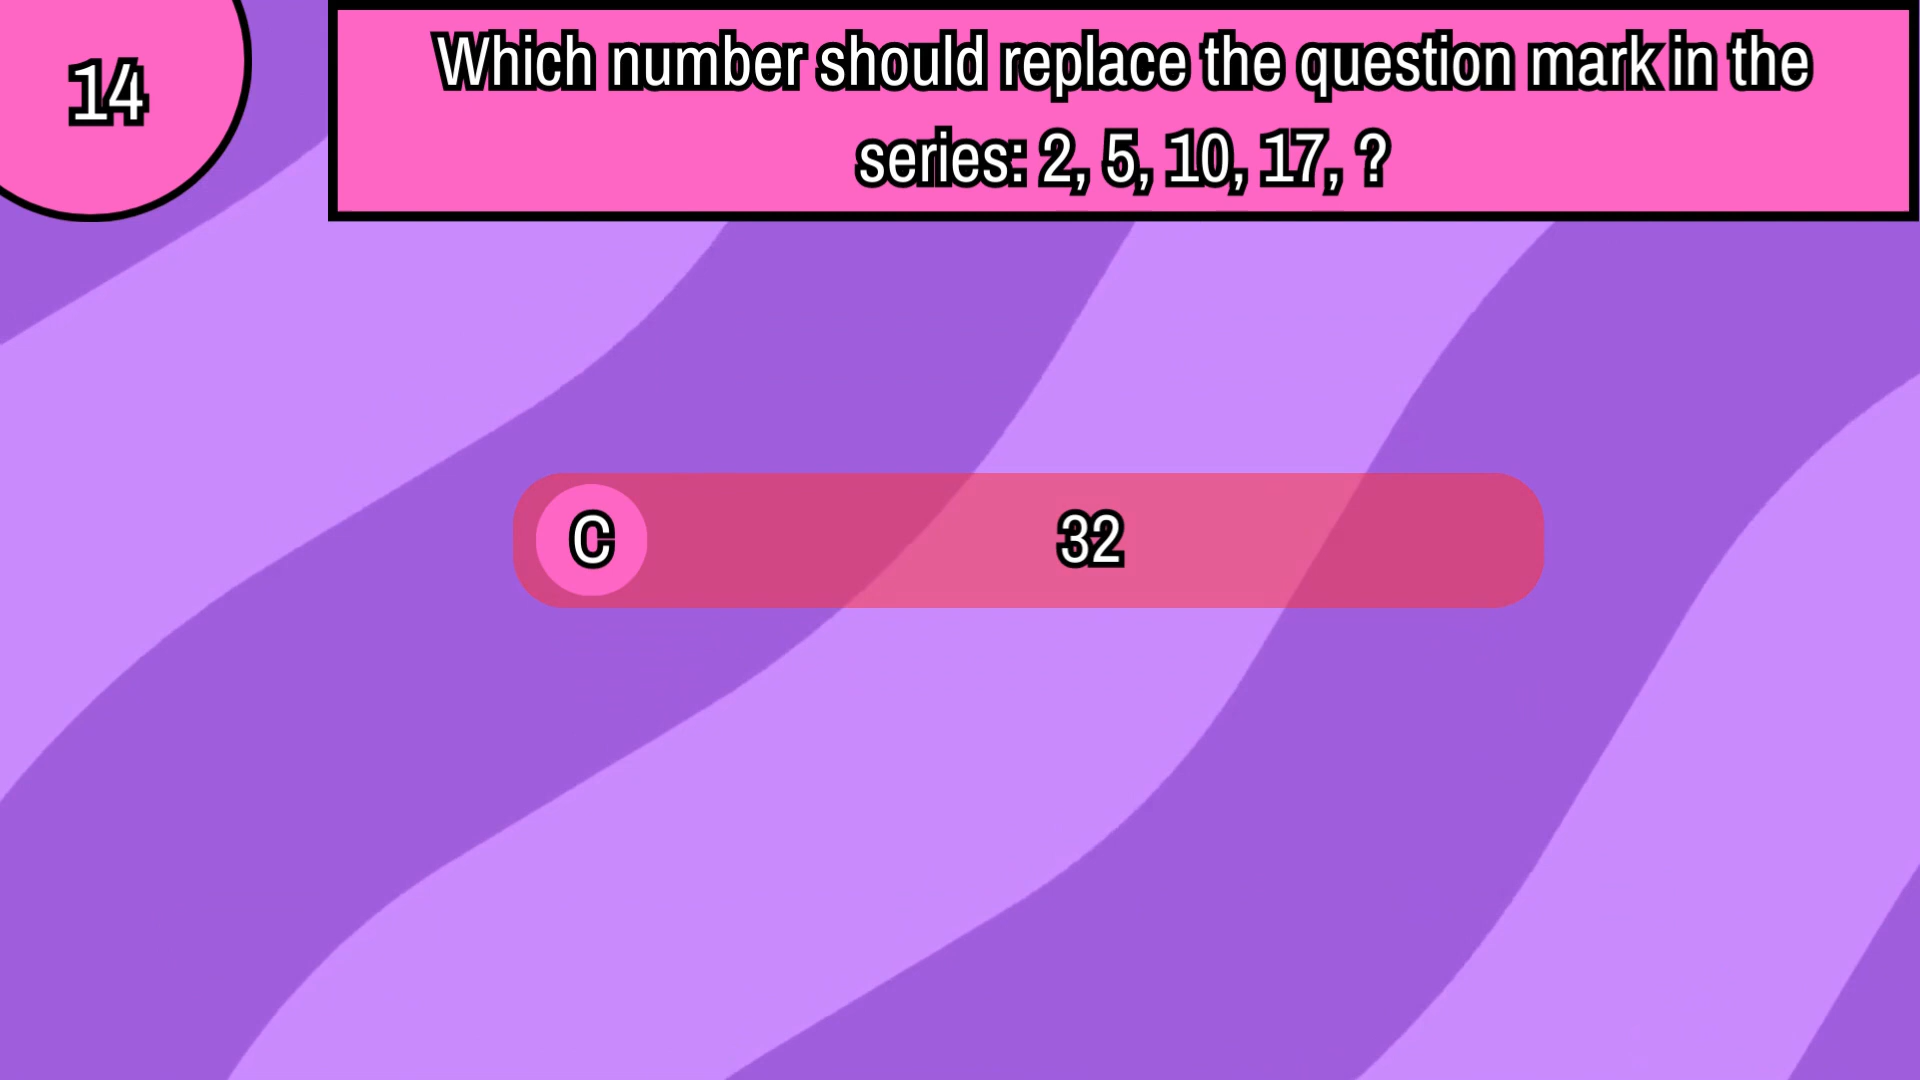 14
Which number should replace the question mark in the
series: 2, 5, 10, 17, ?
C 32